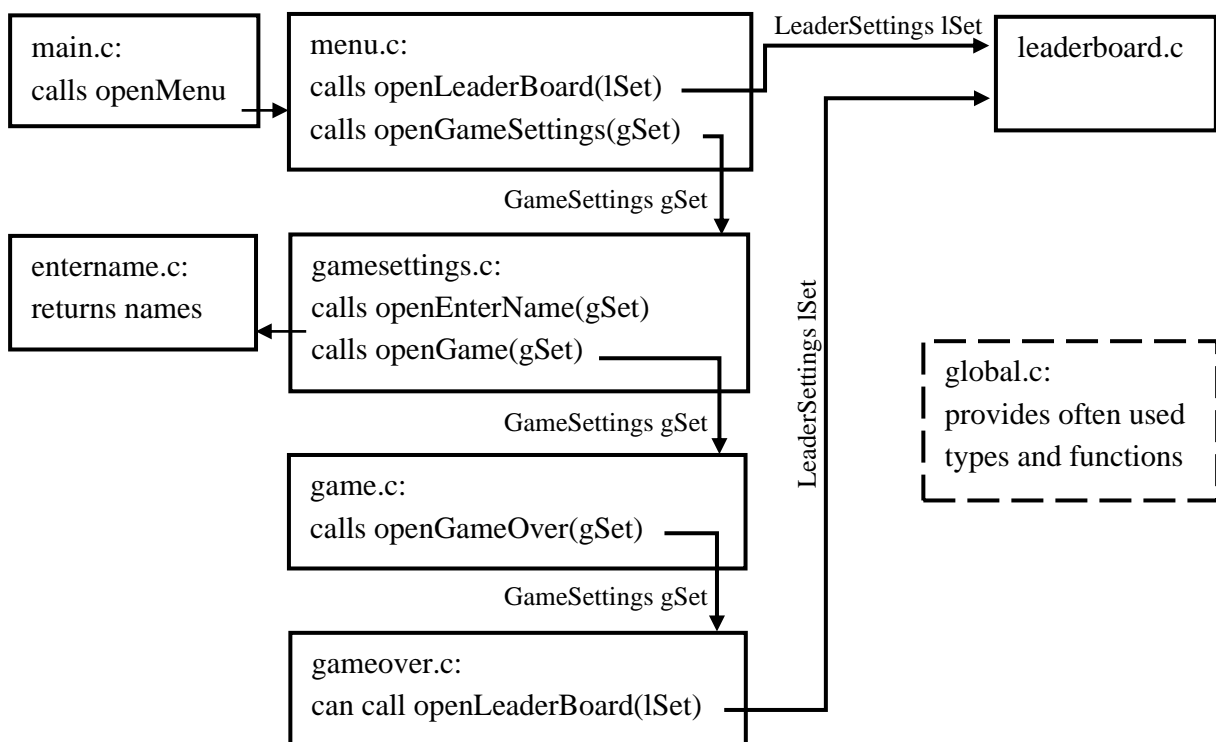 main.c:
calls openMenu
menu.c:
calls openLeaderBoard(lSet)
calls openGameSettings(gSet)
LeaderSettings lSet
leaderboard.c
GameSettings gSet
entername.c:
returns names
gamesettings.c:
calls openEnterName(gSet)
calls openGame(gSet)
LeaderSettings lSet
global.c:
provides often used
types and functions
GameSettings gSet
game.c:
calls openGameOver(gSet)
GameSettings gSet
gameover.c:
can call openLeaderBoard(lSet)